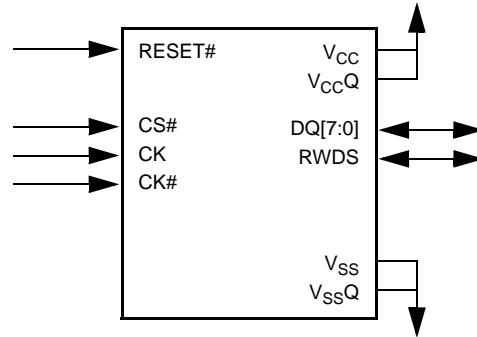 RESET#
CS#
CK
CK#
VCC
VCCQ
DQ[7:0]
RWDS
VSS
VSSQ